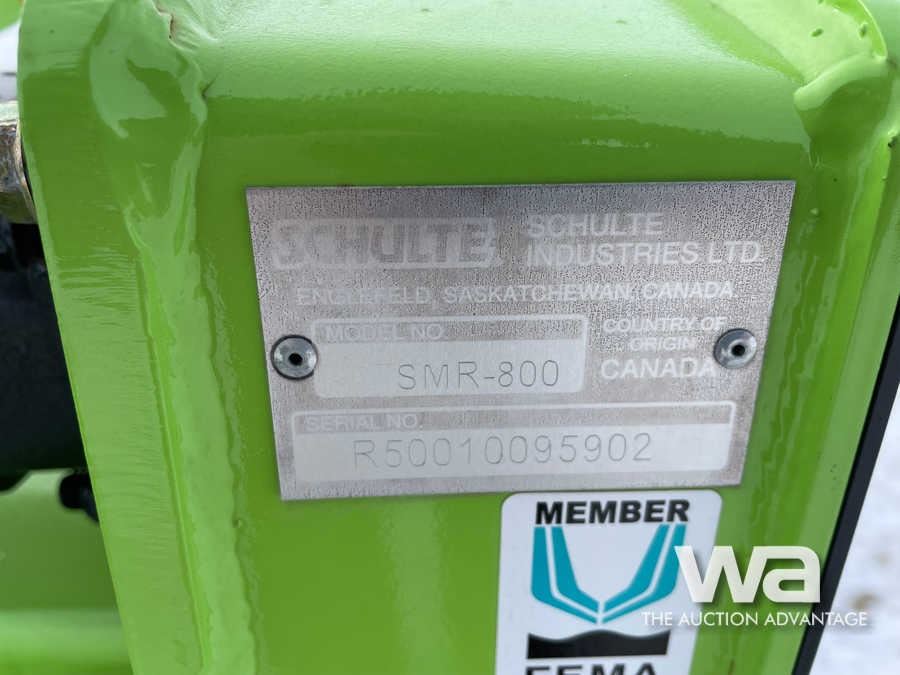 SCHULTE
SCHULTE
INDUSTRIES LTD.
ENGLEFELD, SASKATCHEWAN, CANADA
MODEL NO.
SMR-800
COUNTRY OF
ORIGIN
CANADA
SERIAL NO.
R50010095902
MEMBER
FEMA
wa
THE AUCTION ADVANTAGE